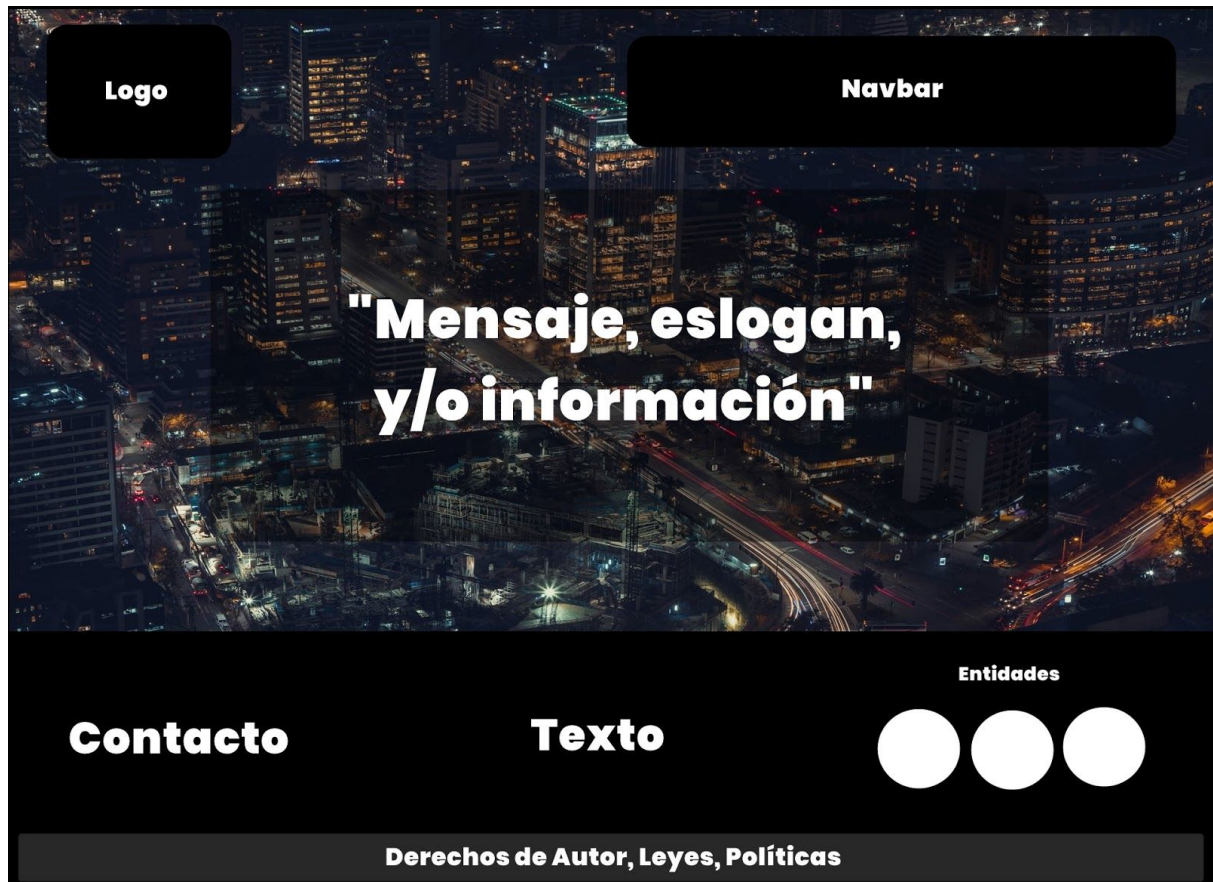 Logo
Navbar
"Mensaje, eslogan,
y/o información"
Entidades
Contacto
Texto
Derechos de Autor, Leyes, Políticas